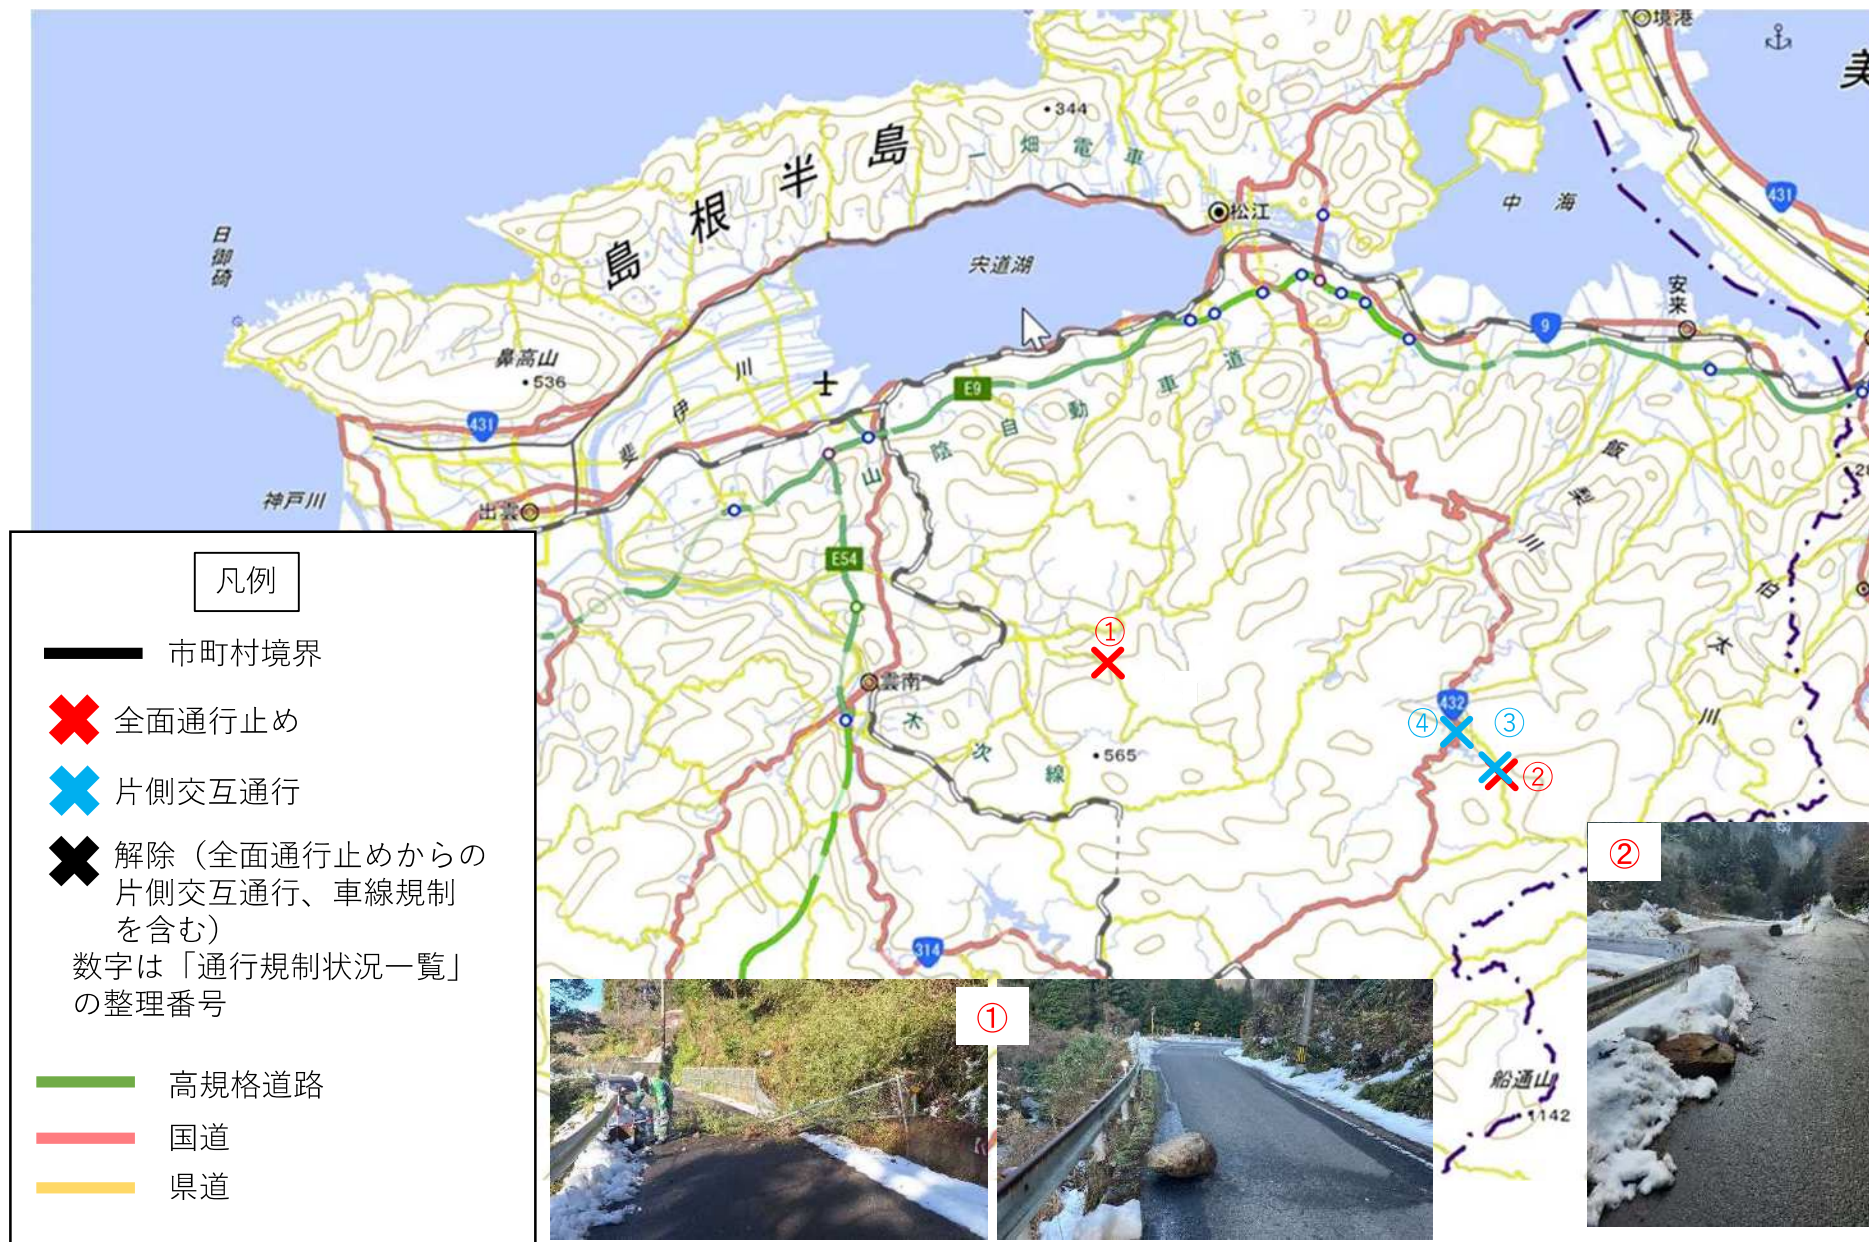 境港
美
344
一畑電車
島根半島
431
松江
中海
日御碕
宍道湖
安来
9
鼻高山
536
川
伊
斐
E9
山陰自動車道
431
飯梨川
神戸川
出雲
E54
伯太川
①
雲南
432
④
③
②
木次線
565
314
船通山
1142
凡例
市町村境界
全面通行止め
片側交互通行
解除（全面通行止めからの
片側交互通行、車線規制
を含む）
数字は「通行規制状況一覧」
の整理番号
高規格道路
国道
県道
①
②